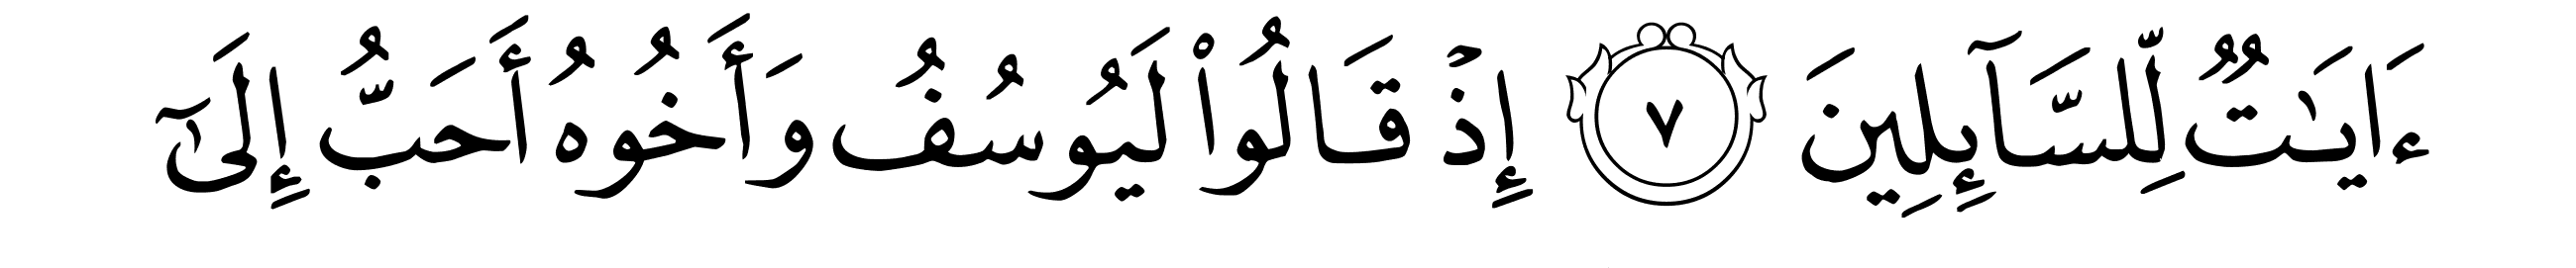 ءَايَٰتٌ لِّلسَّآئِلِينَ ٧ إِذْ قَالُوا۟ لَيُوسُفُ وَأَخُوهُ أَحَبُّ إِلَىٰٓ